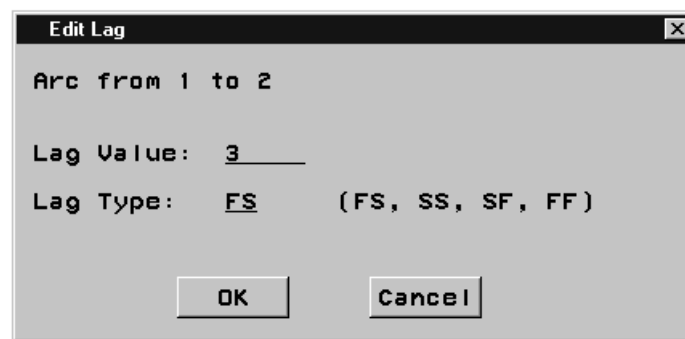 Edit Lag
Arc from 1 to 2
Lag Value: 3
Lag Type: FS (FS, SS, SF, FF)
OK Cancel